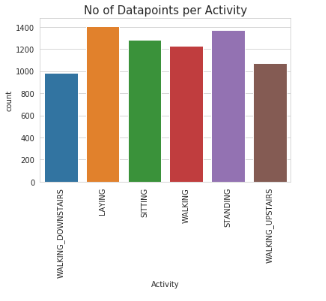 No of Datapoints per Activity
1400
1200
1000
800
600
400
200
0
count
WALKING_DOWNSTAIRS
LAYING
SITTING
WALKING
STANDING
WALKING_UPSTAIRS
Activity